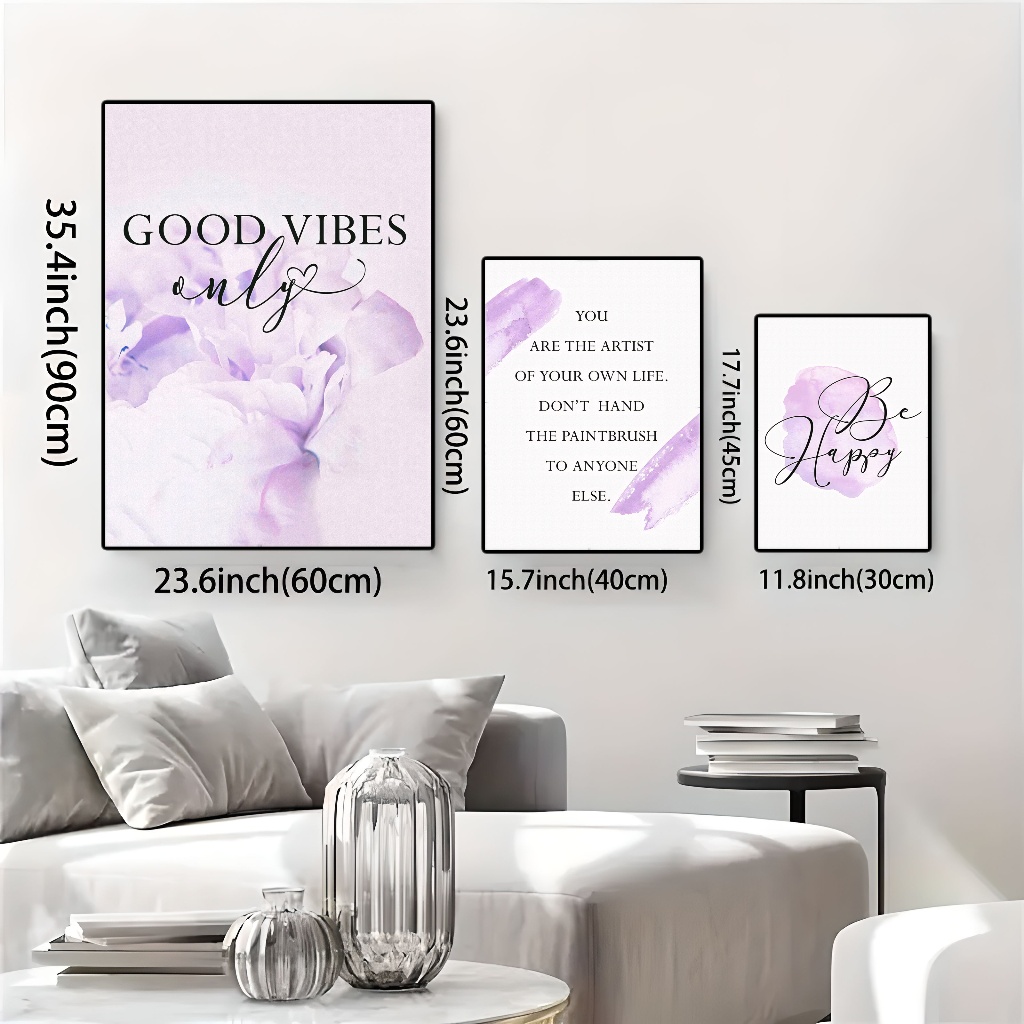 GOOD VIBES
only
35.4inch(90cm)
23.6inch(60cm)
YOU
ARE THE ARTIST
OF YOUR OWN LIFE.
DON'T HAND
THE PAINTBRUSH
TO ANYONE
ELSE.
23.6inch(60cm)
15.7inch(40cm)
Be
Happy
17.7inch(45cm)
11.8inch(30cm)